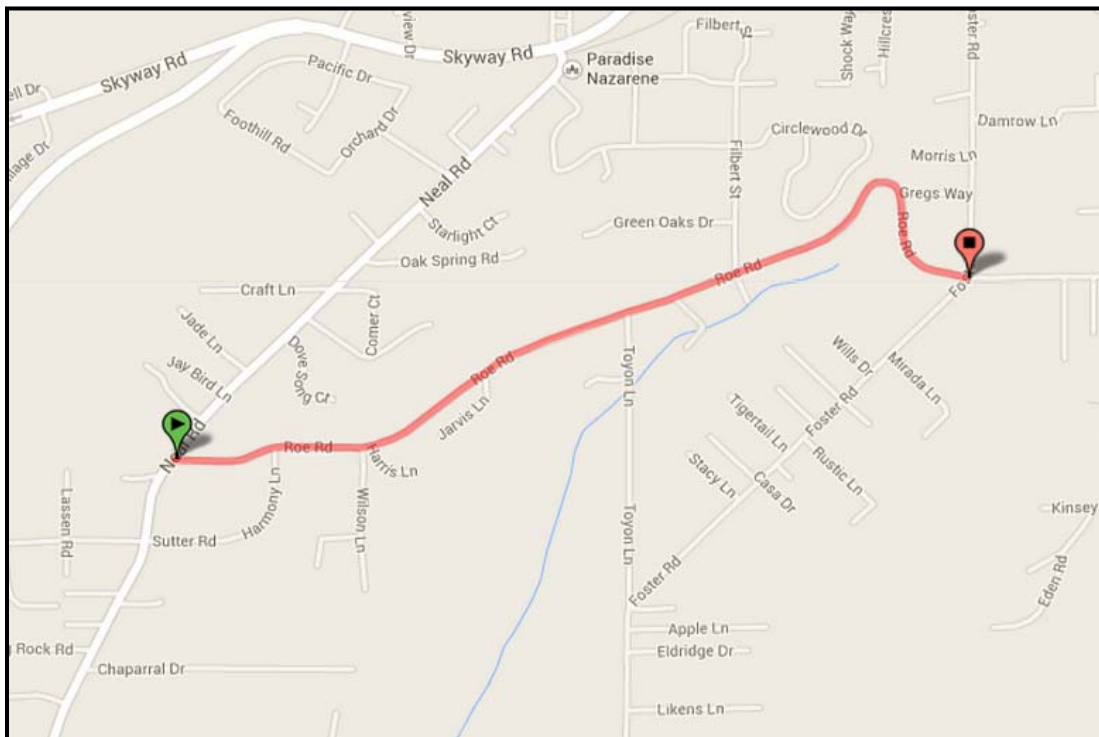 Filbert St
Shock Way
Skyway Rd
Skyway Rd
Paradise
Nazarene
Pacific Dr
Foothill Rd
Orchard Dr
Circlewood Dr
Damrow Ln
Morris Ln
Filbert St
Neal Rd
Gregs Way
Starlight Ct
Green Oaks Dr
Roe Rd
Oak Spring Rd
Roe Rd
Craft Ln
Comer Ct
Jade Ln
Dove Song Ct
Jay Bird Ln
Roe Rd
Toyon Ln
Wills Dr
Mirada Ln
Jarvis Ln
Foster Rd
Tigertail Ln
Neal Rd
Roe Rd
Harris Ln
Rustic Ln
Stacy Ln
Casa Dr
Lassen Rd
Harmony Ln
Wilson Ln
Kinsey
Sutter Rd
Toyon Ln
Foster Rd
Eden Rd
Apple Ln
Rock Rd
Eldridge Dr
Chaparral Dr
Likens Ln